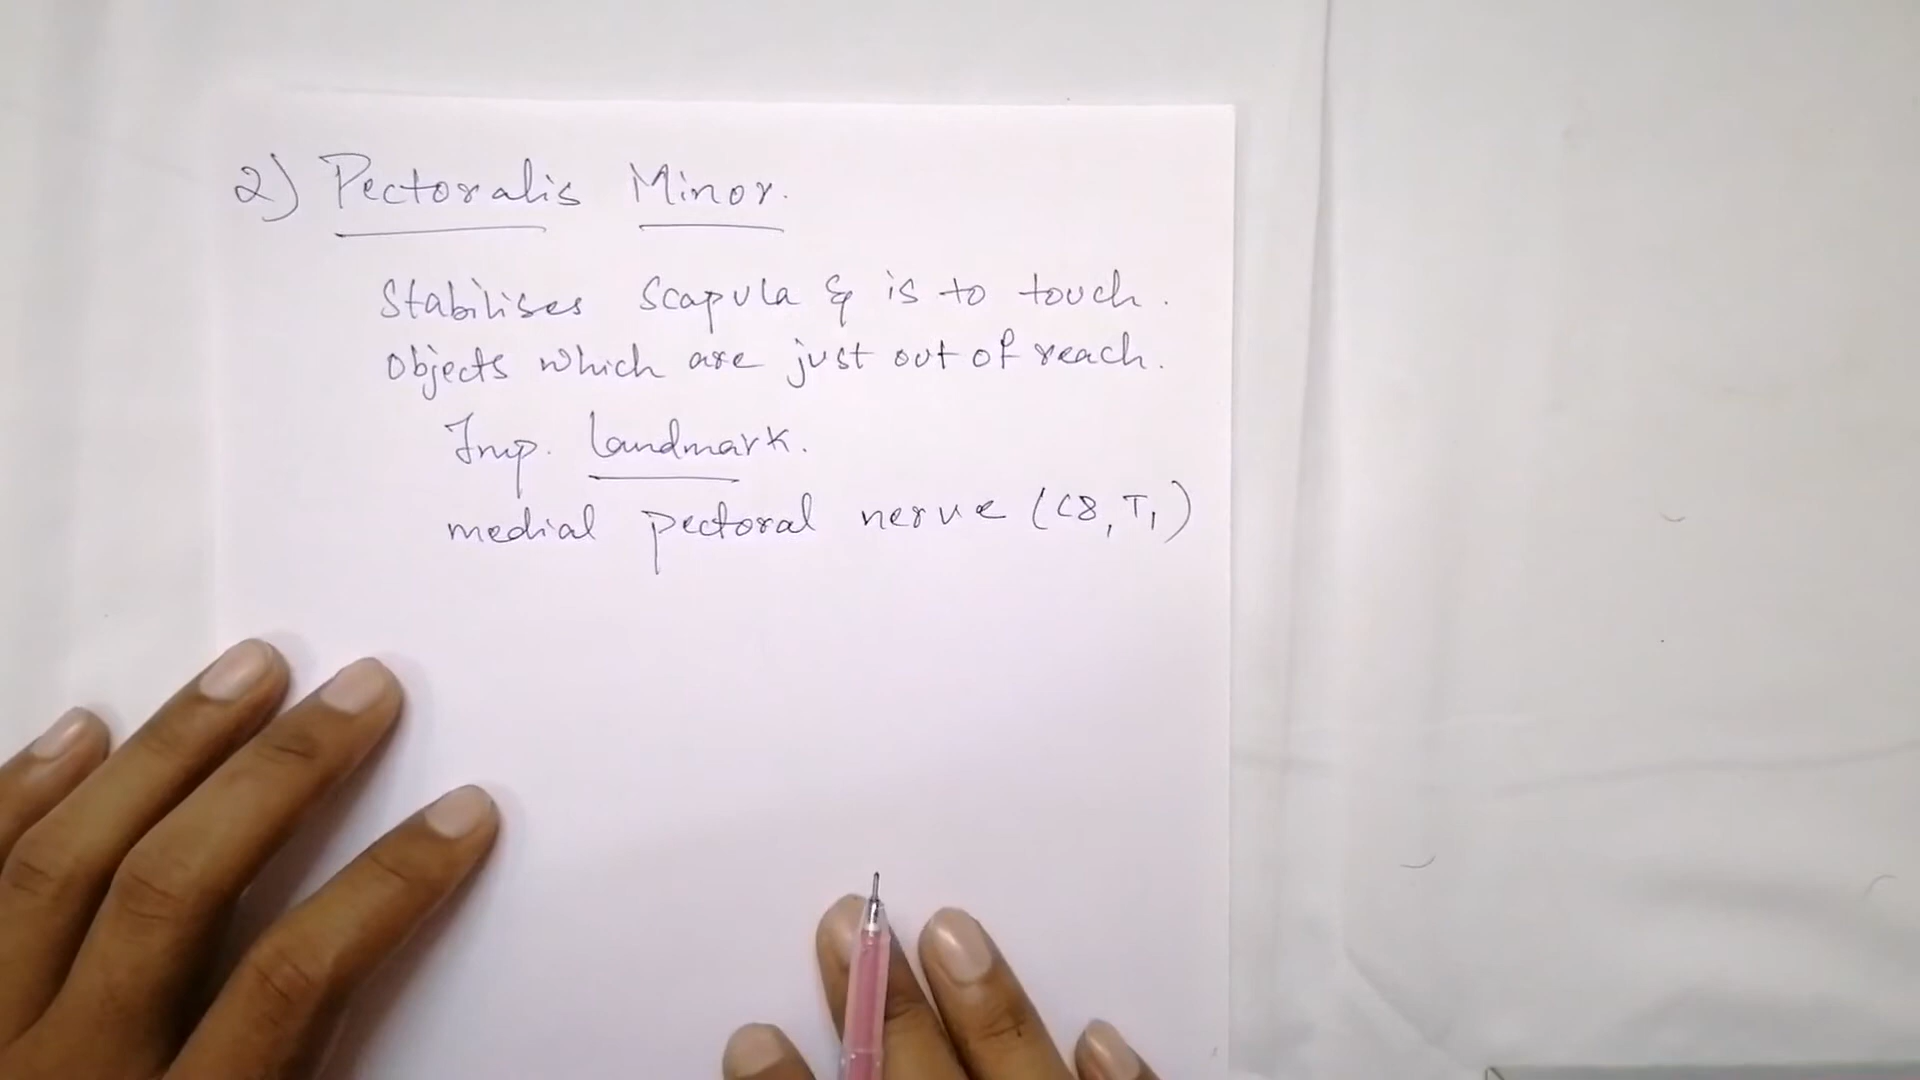 2) Pectoralis Minor.
Stabilises Scapula & is to touch.
objects which are just out of reach.
Imp. landmark.
medial pectoral nerve (C8, T1)